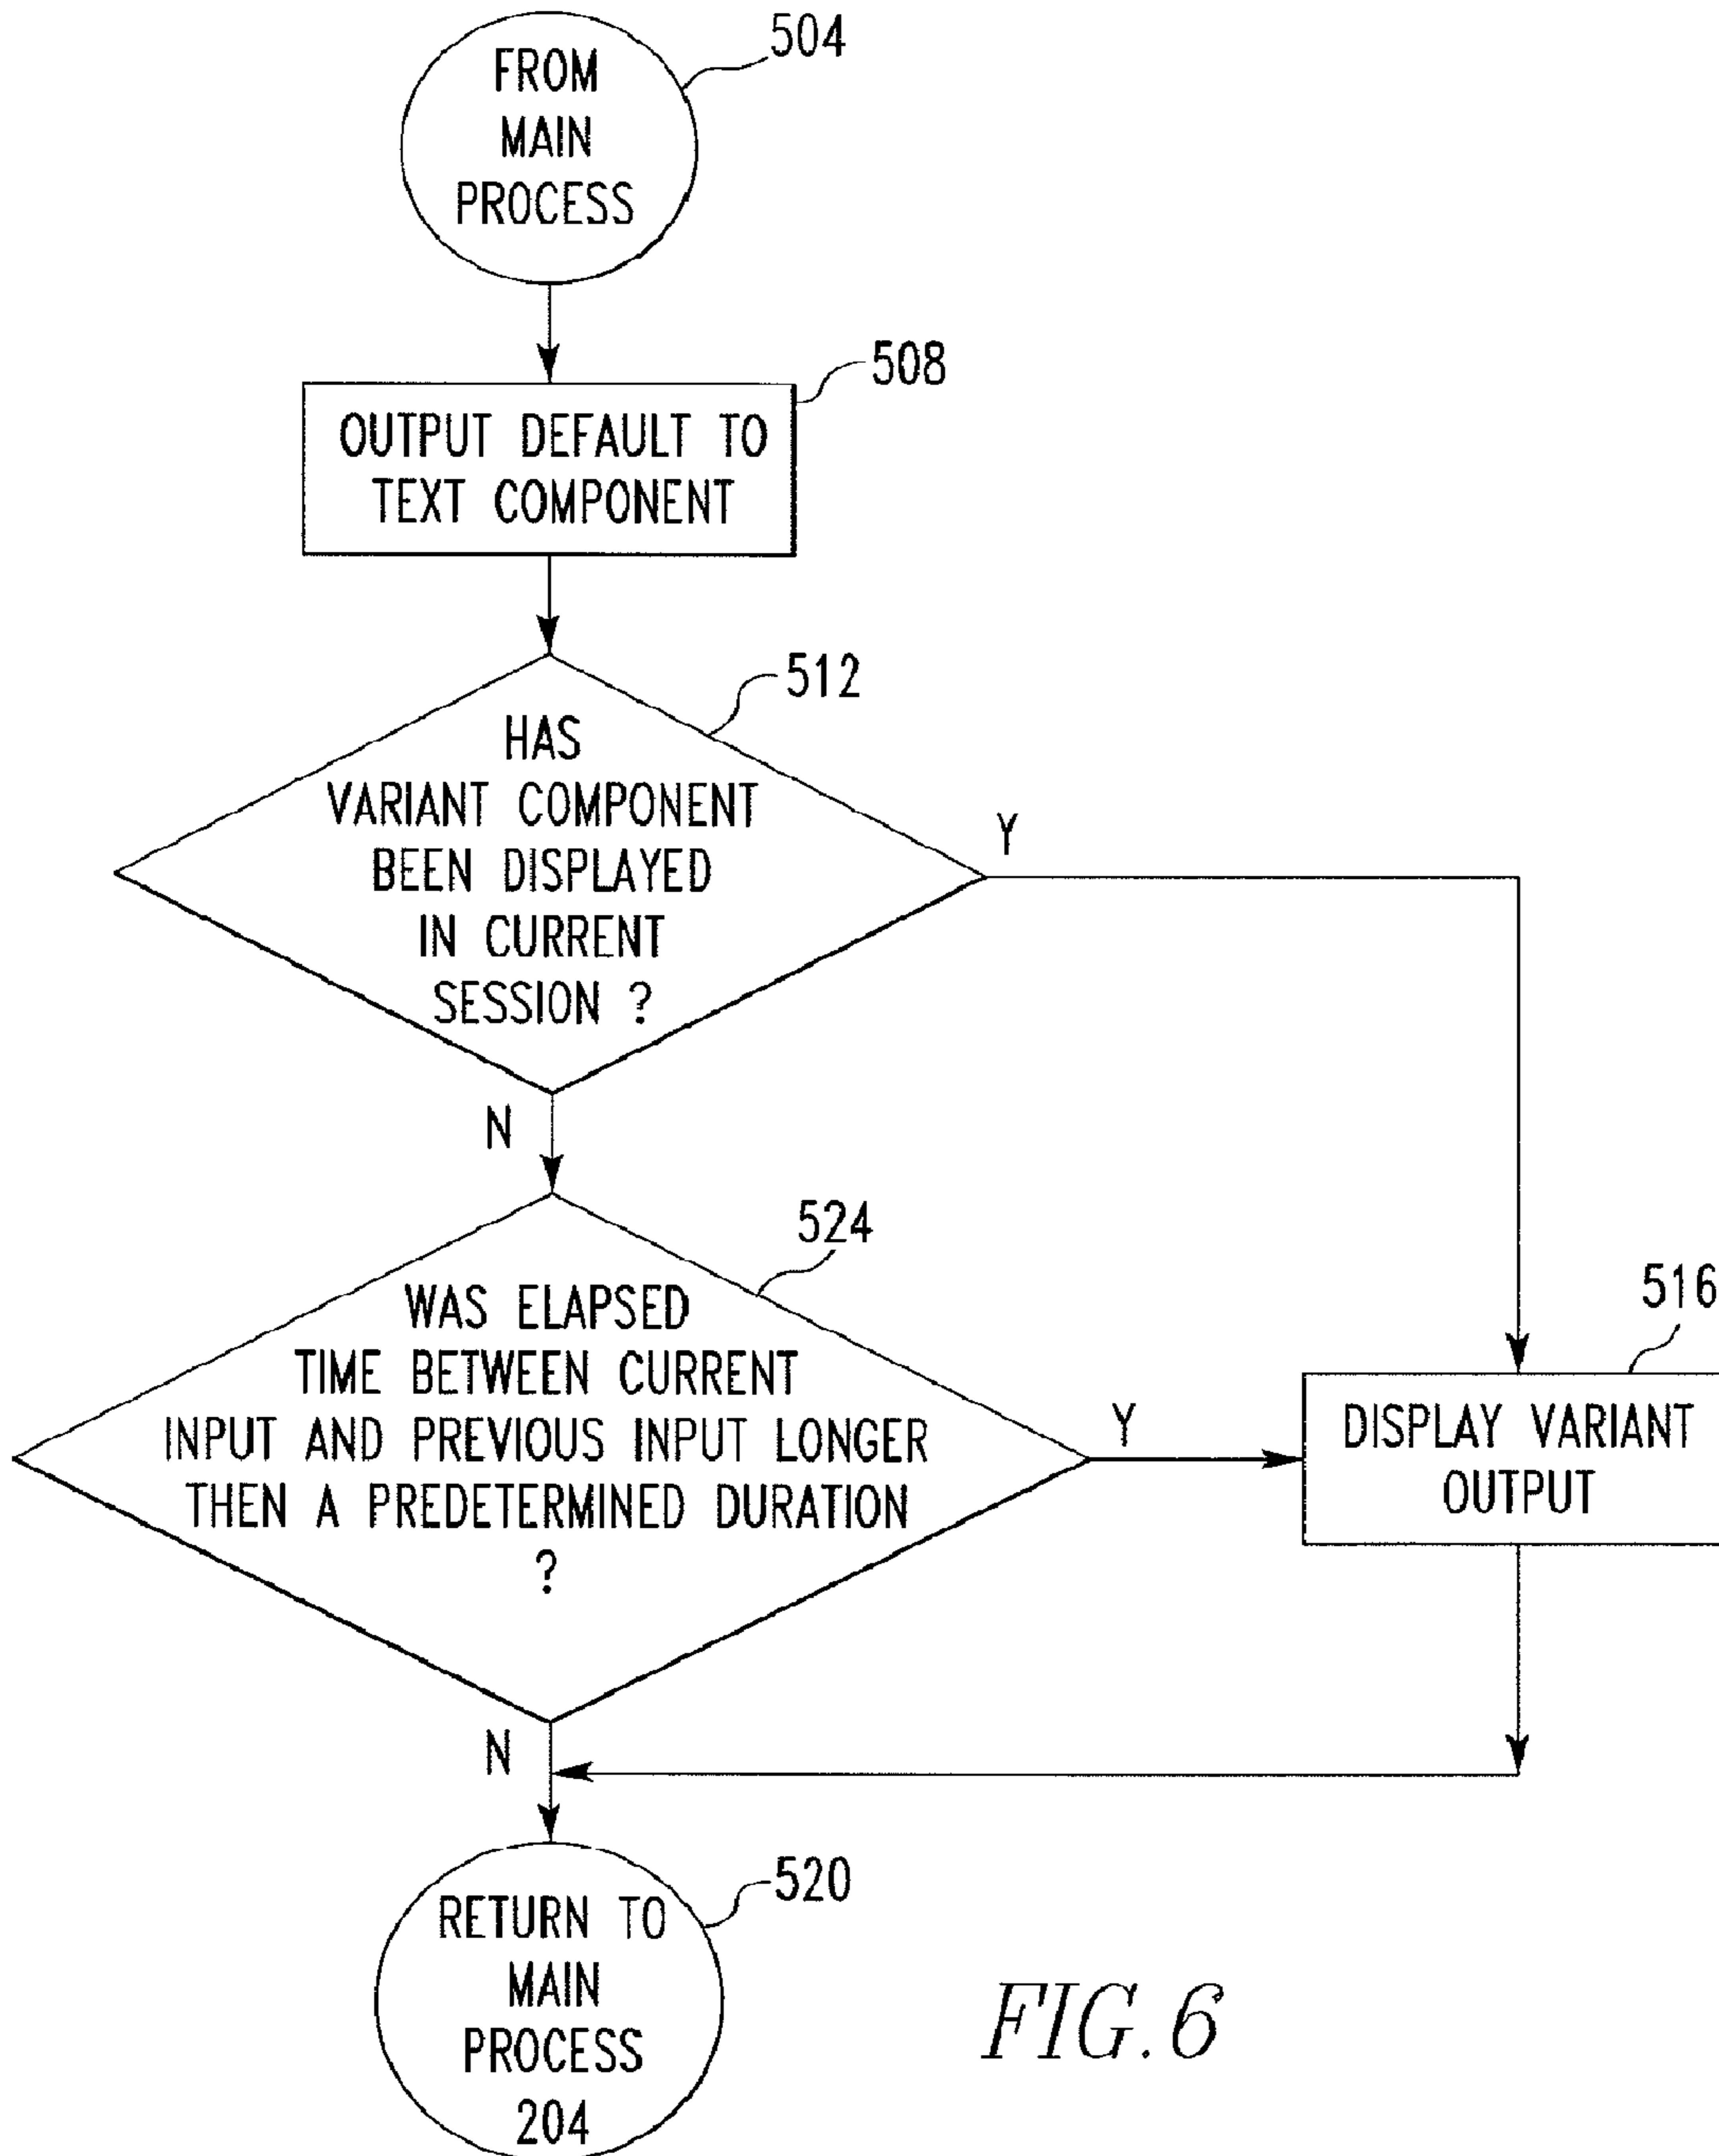 504
FROM
MAIN
PROCESS
508
OUTPUT DEFAULT TO
TEXT COMPONENT
512
HAS
VARIANT COMPONENT
BEEN DISPLAYED
IN CURRENT
SESSION ?
Y
N
524
WAS ELAPSED
TIME BETWEEN CURRENT
INPUT AND PREVIOUS INPUT LONGER
THEN A PREDETERMINED DURATION
?
Y
516
DISPLAY VARIANT
OUTPUT
N
520
RETURN TO
MAIN
PROCESS
204
FIG. 6